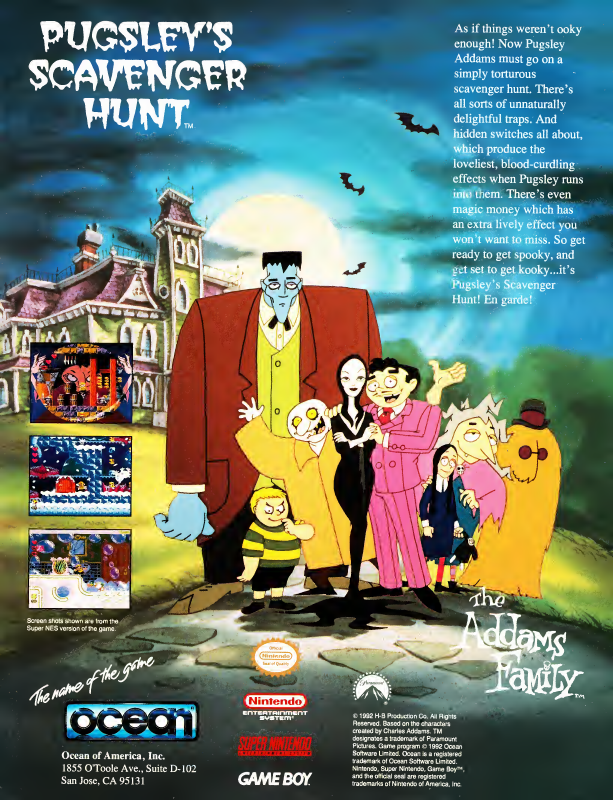 PUGSLEY'S
SCAVENGER
HUNT™
As if things weren't ooky
enough! Now Pugsley
Addams must go on a
simply torturous
scavenger hunt. There's
all sorts of unnaturally
delightful traps. And
hidden switches all about,
which produce the
loveliest, blood-curdling
effects when Pugsley runs
into them. There's even
magic money which has
an extra lively effect you
won't want to miss. So get
ready to get spooky, and
get set to get kooky...it's
Pugsley's Scavenger
Hunt! En garde!
Screen shots shown are from the
Super NES version of the game.
The Addams Family™
The name of the game
ocean
Ocean of America, Inc.
1855 O'Toole Ave., Suite D-102
San Jose, CA 95131
Official
Nintendo
Seal of Quality
Nintendo
ENTERTAINMENT
SYSTEM®
SUPER NINTENDO
GAME BOY.
Paramount
© 1992 H-B Production Co. All Rights
Reserved. Based on the characters
created by Charles Addams. TM
designates a trademark of Paramount
Pictures. Game program © 1992 Ocean
Software Limited. Ocean is a registered
trademark of Ocean Software Limited.
Nintendo, Super Nintendo, Game Boy™,
and the official seal are registered
trademarks of Nintendo of America, Inc.